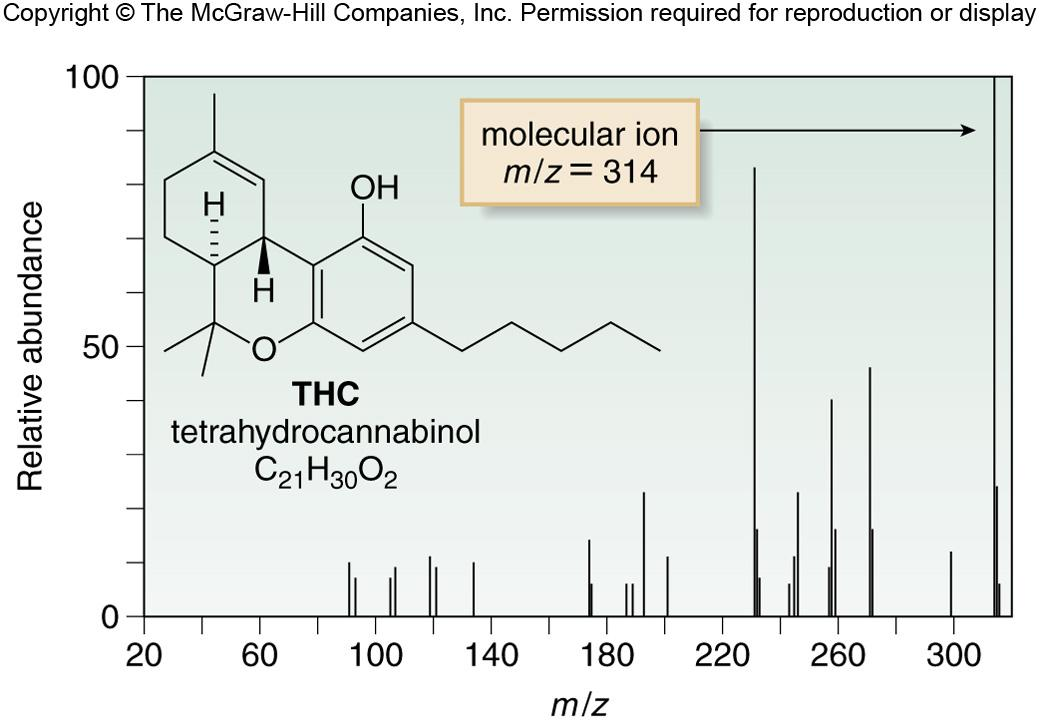 Copyright © The McGraw-Hill Companies, Inc. Permission required for reproduction or display
100
50
0
Relative abundance
molecular ion
m/z = 314
OH
H
H
O
THC
tetrahydrocannabinol
C₂₁H₃₀O₂
20 60 100 140 180 220 260 300
m/z